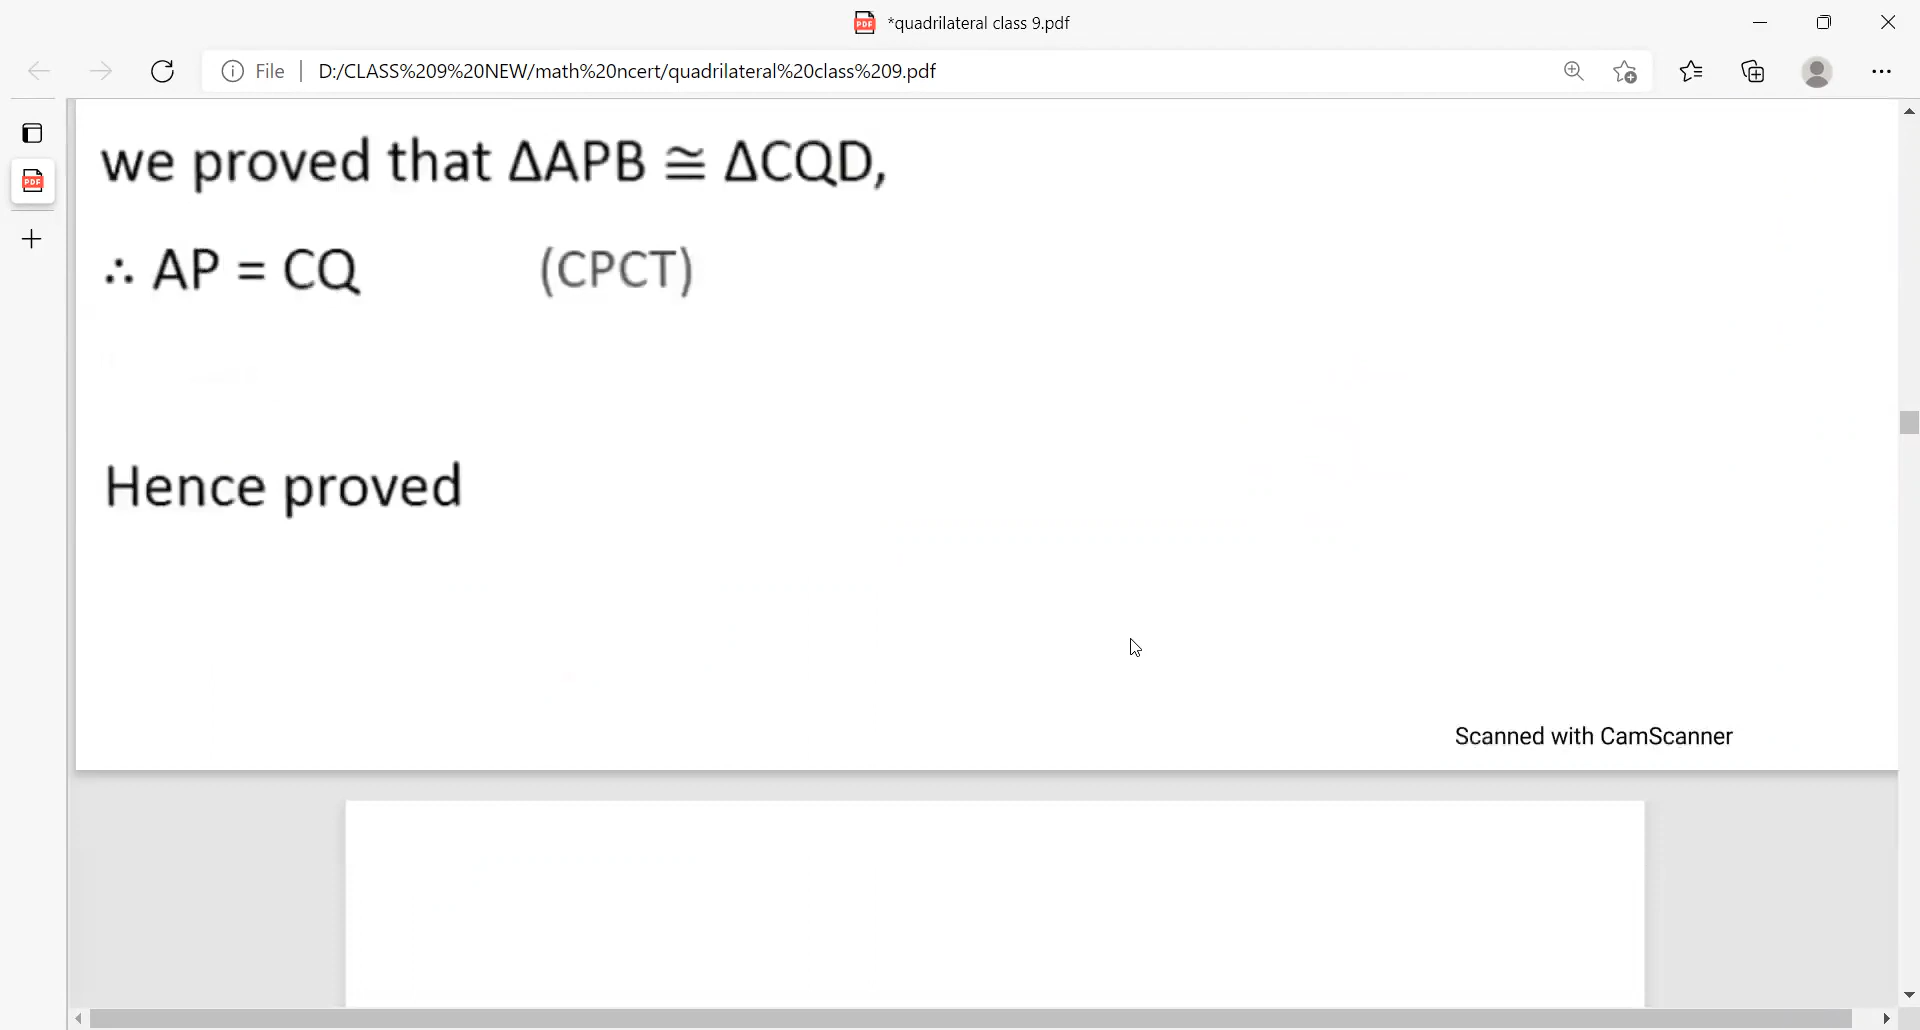 *quadrilateral class 9.pdf
File | D:/CLASS%209%20NEW/math%20ncert/quadrilateral%20class%209.pdf
we proved that ΔAPB ≅ ΔCQD,
∴ AP = CQ (CPCT)
Hence proved
Scanned with CamScanner